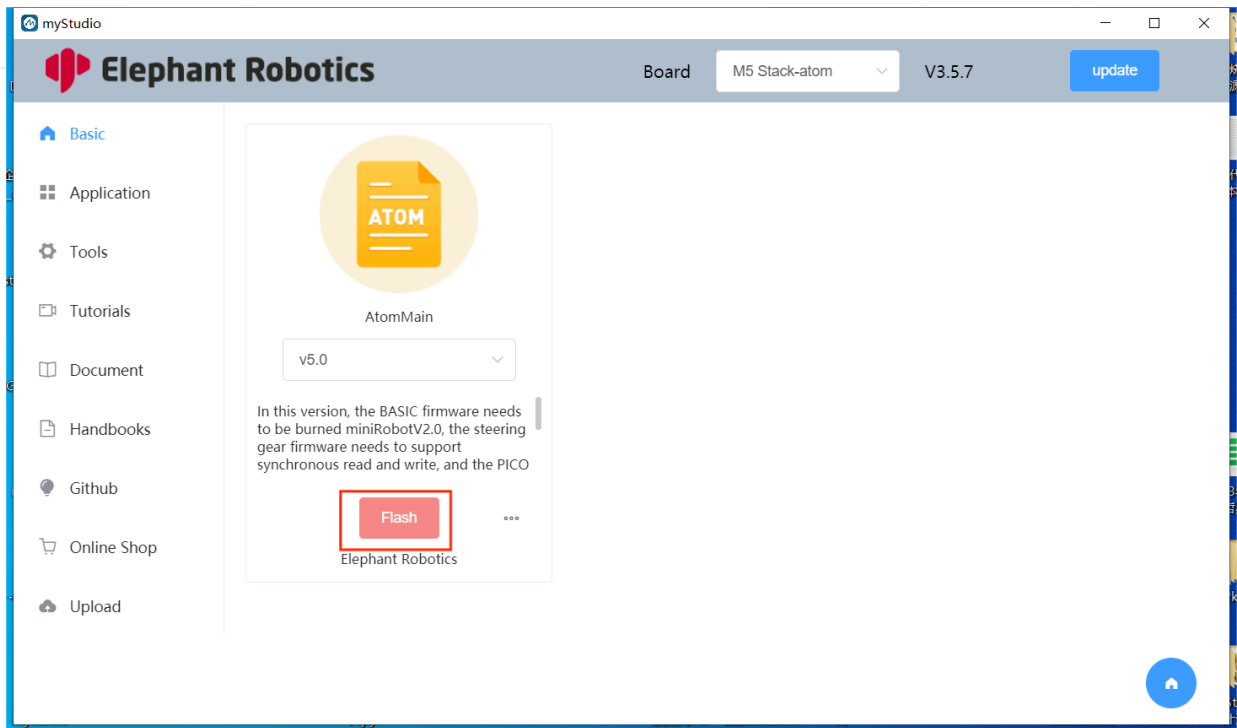 myStudio
Elephant Robotics
Board
M5 Stack-atom
V3.5.7
update
Basic
Application
Tools
Tutorials
Document
Handbooks
Github
Online Shop
Upload
ATOM
AtomMain
v5.0
In this version, the BASIC firmware needs
to be burned miniRobotV2.0, the steering
gear firmware needs to support
synchronous read and write, and the PICO
Flash
Elephant Robotics